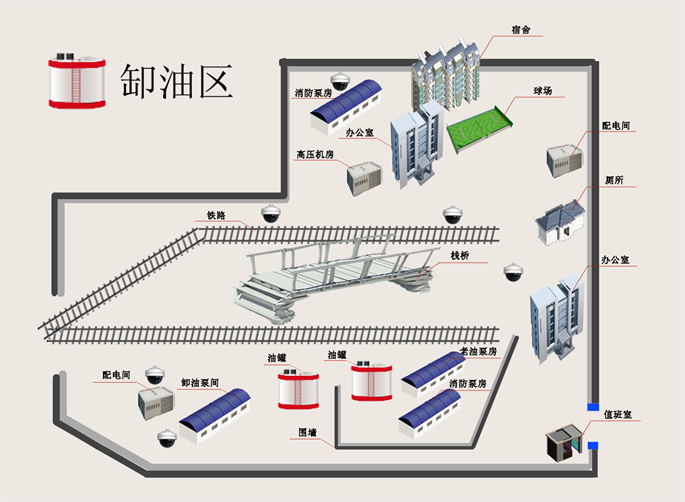 卸油区
宿舍
消防泵房
球场
办公室
配电间
高压机房
厕所
铁路
栈桥
办公室
油罐
油罐
老油泵房
配电间
卸油泵间
消防泵房
围墙
值班室